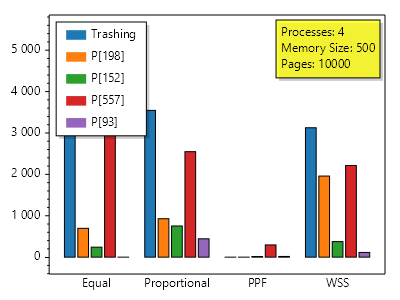 Trashing
P[198]
P[152]
P[557]
P[93]
Processes: 4
Memory Size: 500
Pages: 10000
5 000
4 000
3 000
2 000
1 000
0
Equal Proportional PPF WSS